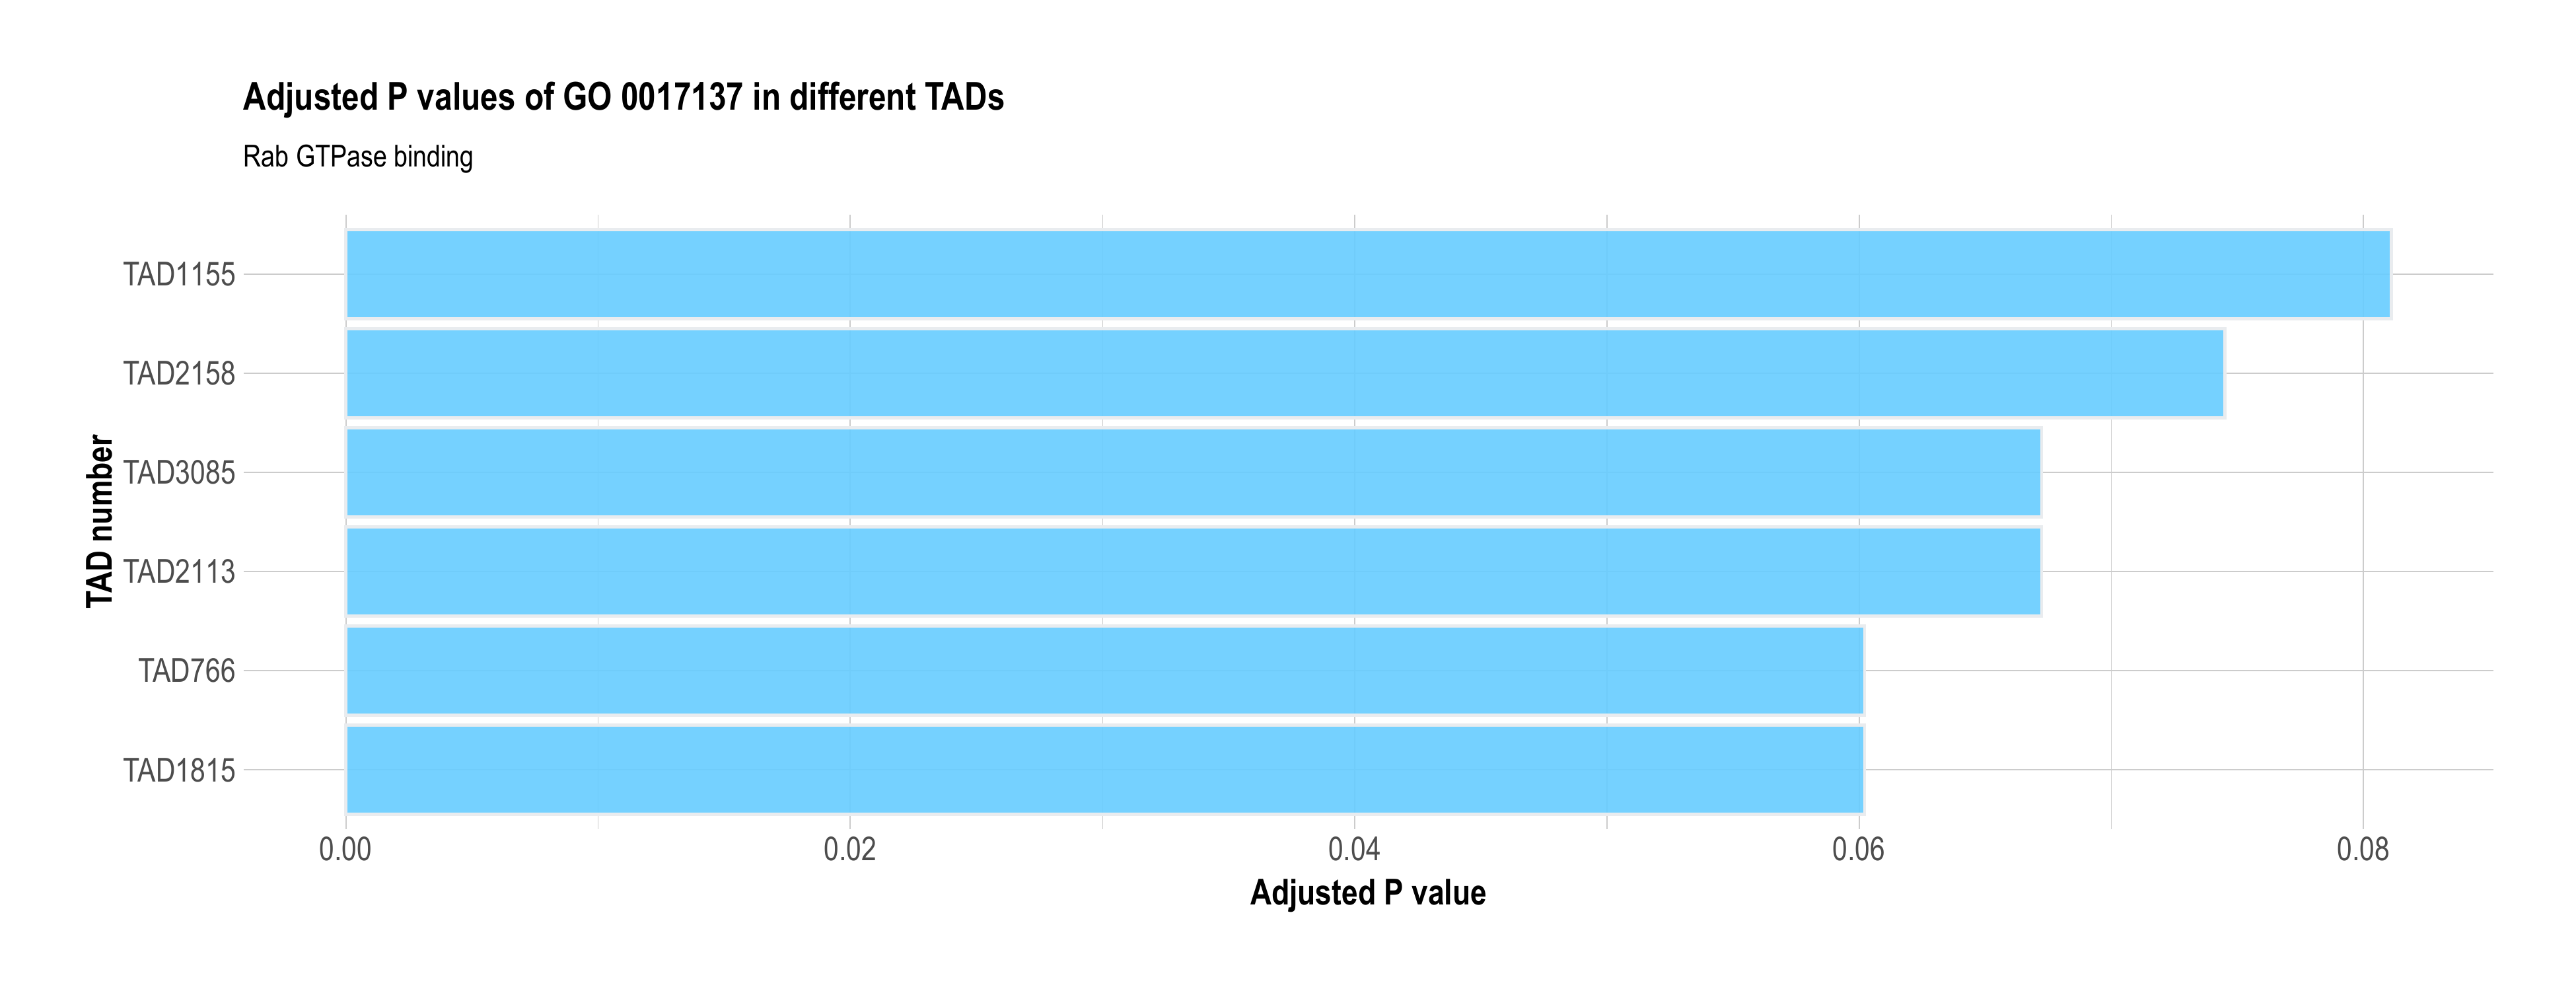 Adjusted P values of GO 0017137 in different TADs
Rab GTPase binding
TAD number
TAD1155
TAD2158
TAD3085
TAD2113
TAD766
TAD1815
0.00 0.02 0.04 0.06 0.08
Adjusted P value